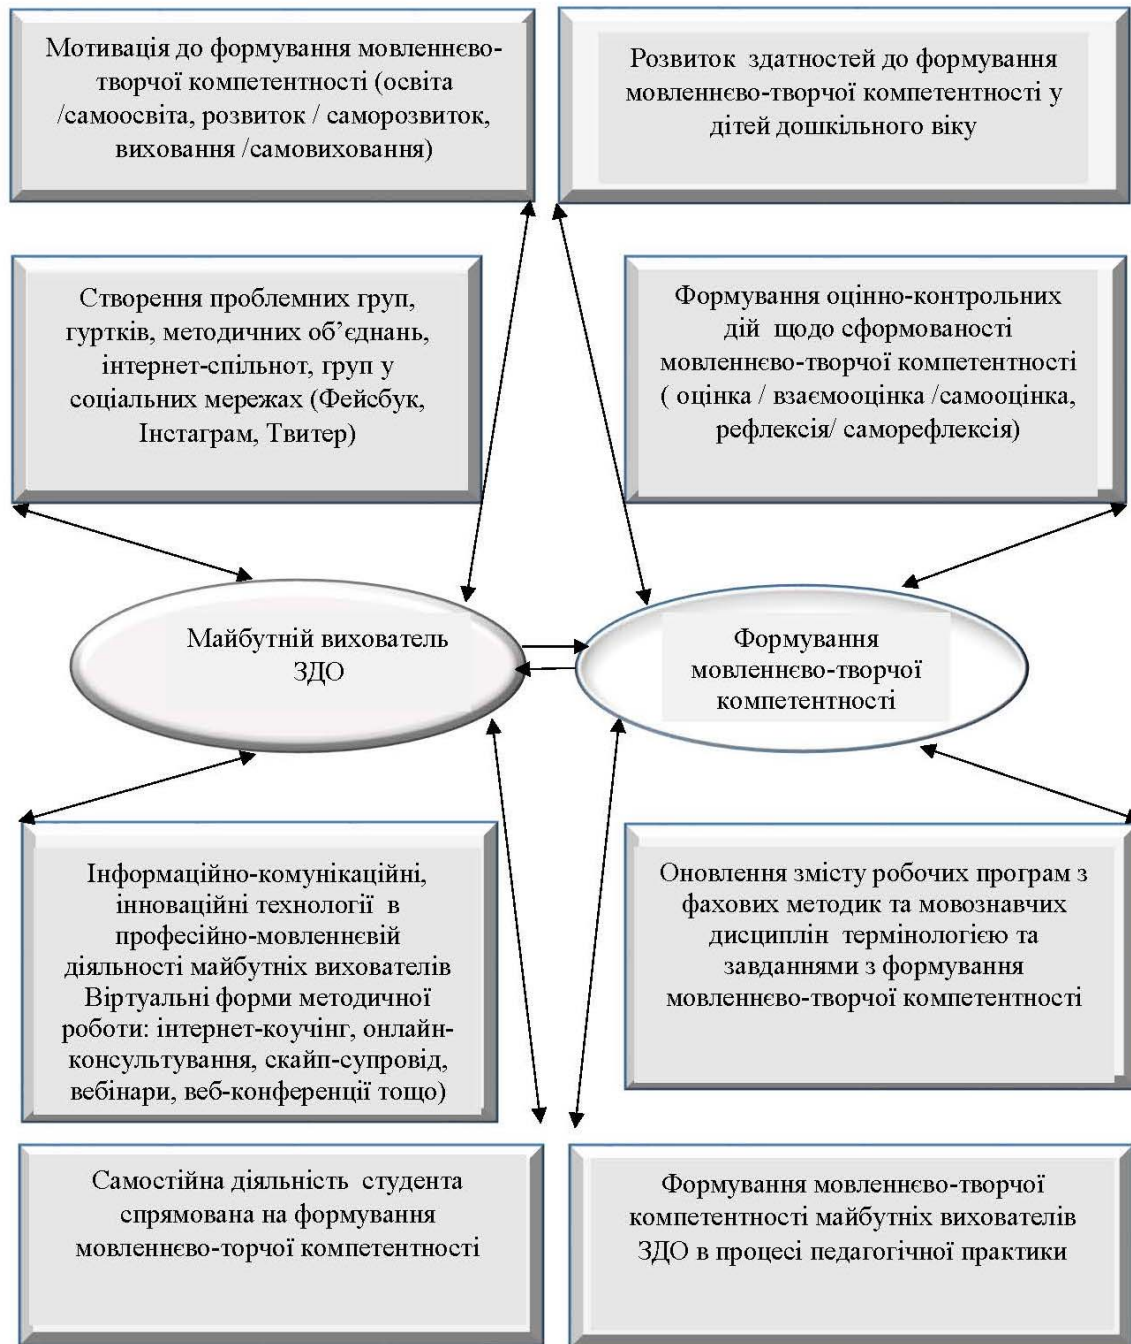 Мотивація до формування мовленнєво-
творчої компетентності (освіта
/самоосвіта, розвиток / саморозвиток,
виховання /самовиховання)
Розвиток здатностей до формування
мовленнєво-творчої компетентності у
дітей дошкільного віку
Створення проблемних груп,
гуртків, методичних об’єднань,
інтернет-спільнот, груп у
соціальних мережах (Фейсбук,
Інстаграм, Твитер)
Формування оцінно-контрольних
дій щодо сформованості
мовленнєво-творчої компетентності
( оцінка / взаємооцінка /самооцінка,
рефлексія/ саморефлексія)
Майбутній вихователь
ЗДО
Формування
мовленнєво-творчої
компетентності
Інформаційно-комунікаційні,
інноваційні технології в
професійно-мовленнєвій
діяльності майбутніх вихователів
Віртуальні форми методичної
роботи: інтернет-коучінг, онлайн-
консультування, скайп-супровід,
вебінари, веб-конференції тощо)
Оновлення змісту робочих програм з
фахових методик та мовознавчих
дисциплін термінологією та
завданнями з формування
мовленнєво-творчої компетентності
Самостійна діяльність студента
спрямована на формування
мовленнєво-торчої компетентності
Формування мовленнєво-творчої
компетентності майбутніх вихователів
ЗДО в процесі педагогічної практики